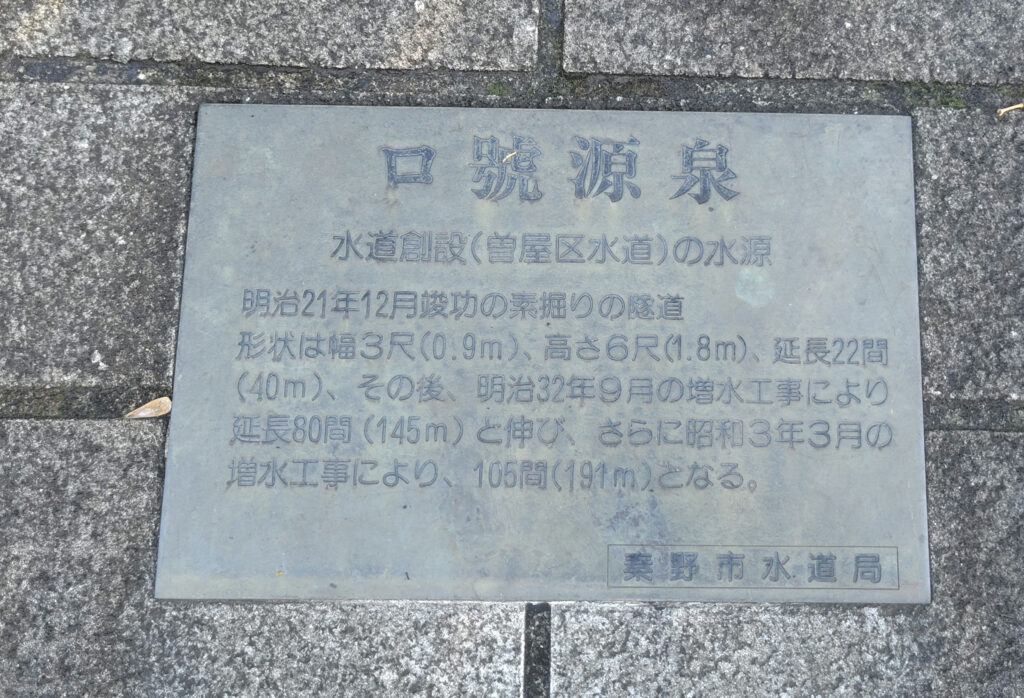 ロ號源泉
水道創設(曽屋区水道)の水源
明治21年12月竣功の素掘りの隧道
形状は幅3尺(0.9m)、高さ6尺(1.8m)、延長22間
(40m)、その後、明治32年9月の増水工事により
延長80間(145m)と伸び、さらに昭和3年3月の
増水工事により、105間(191m)となる。
秦野市水道局